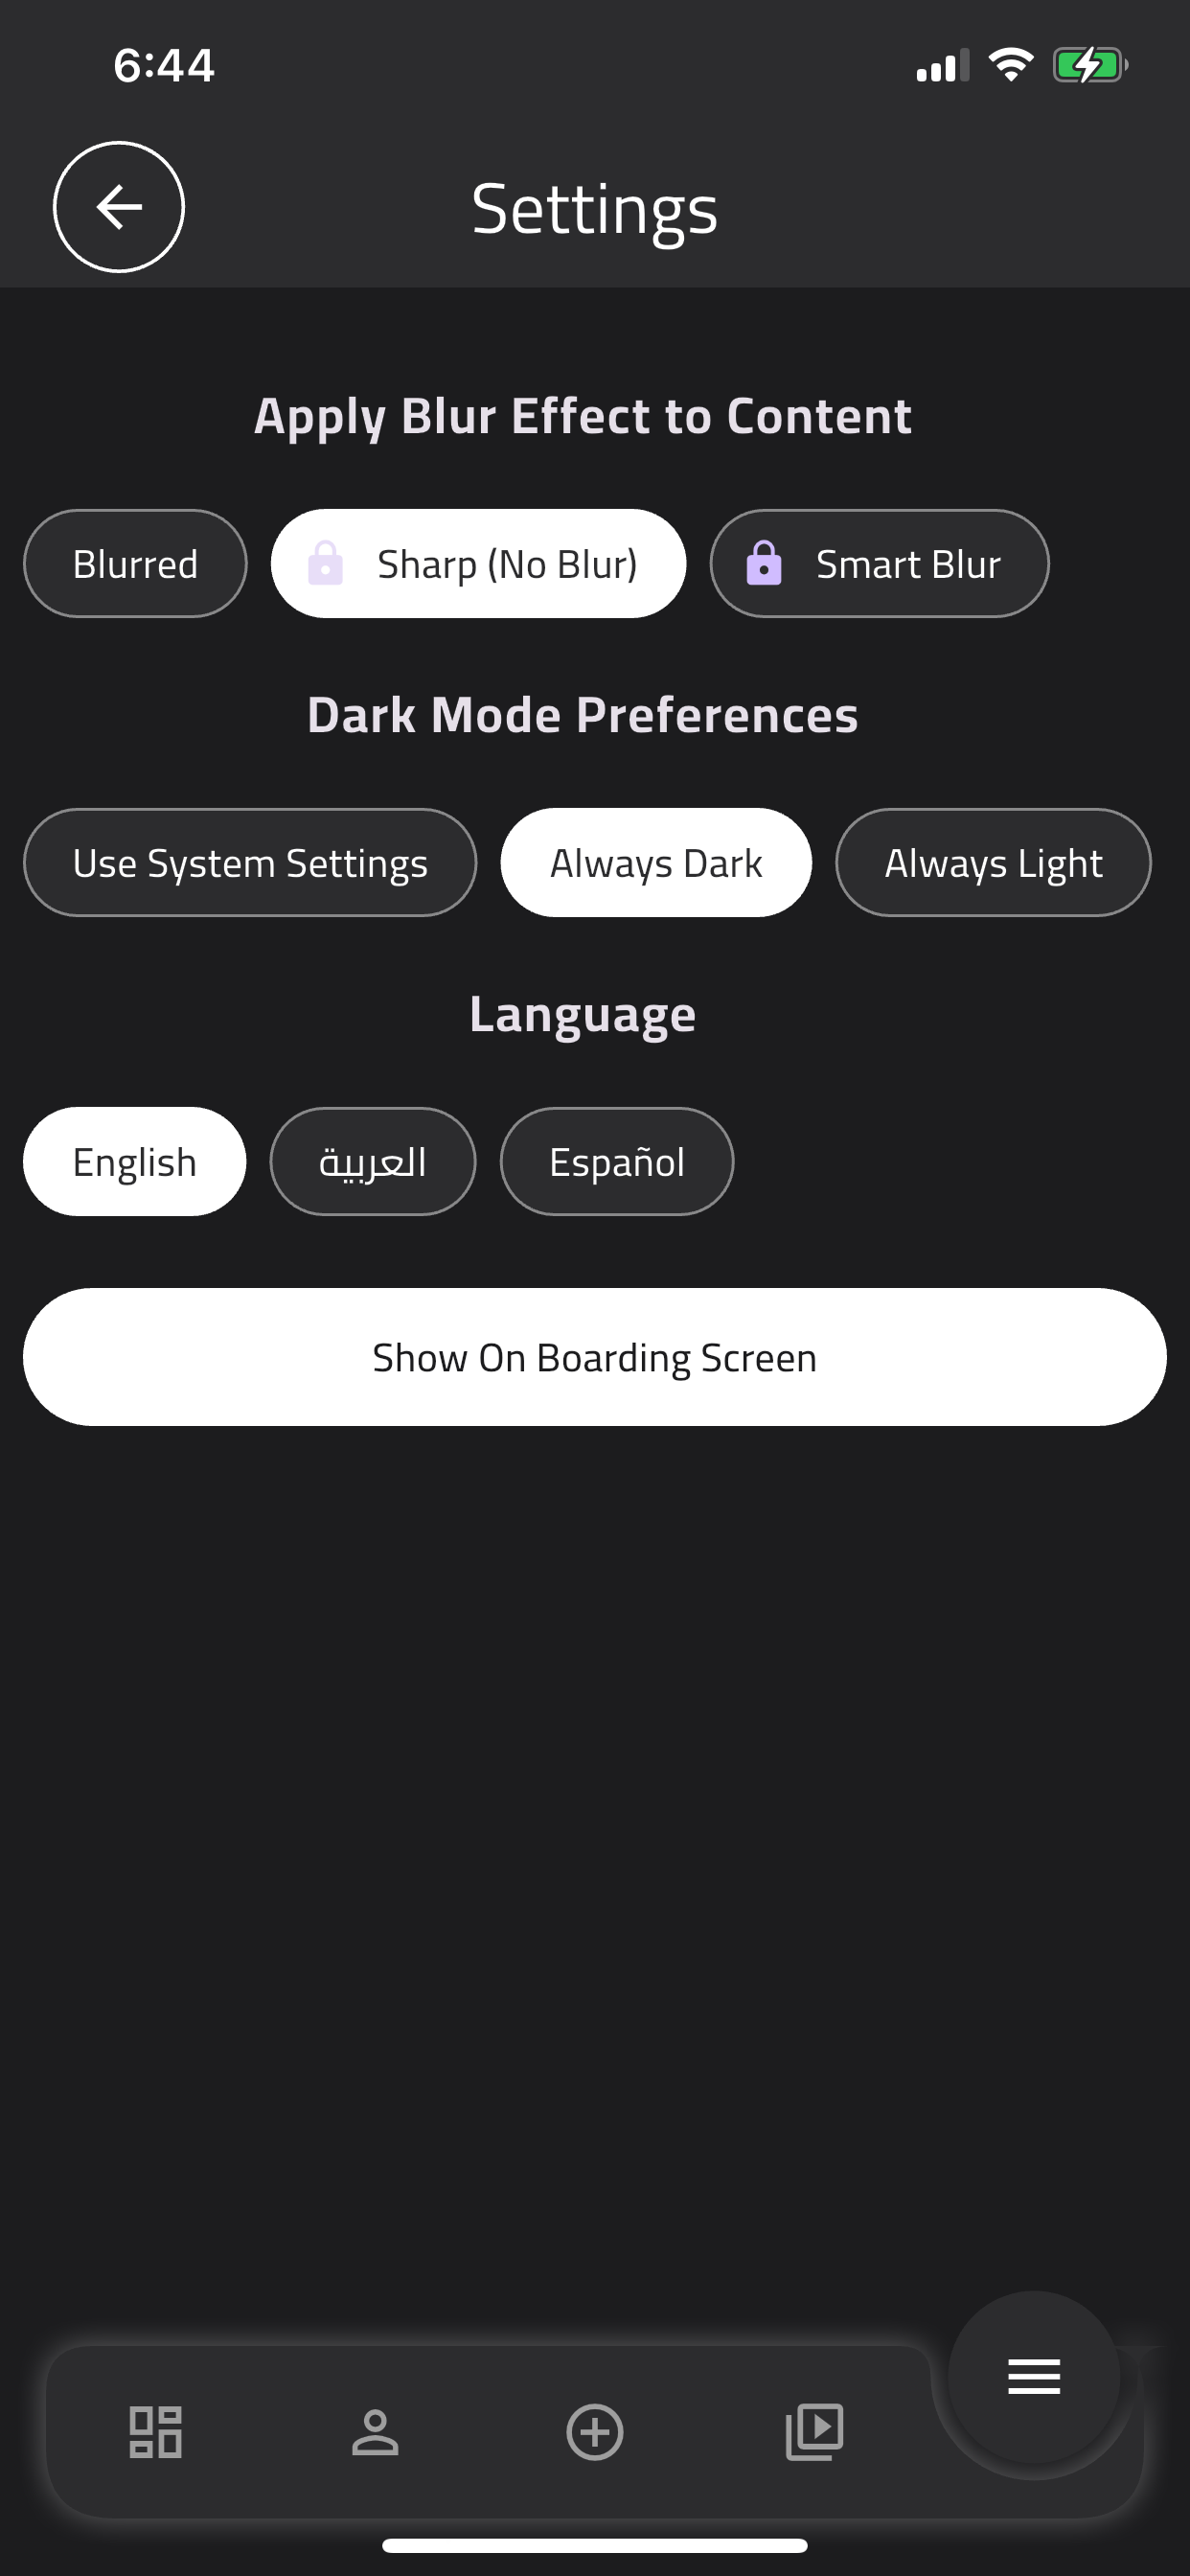 6:44
Settings
Apply Blur Effect to Content
Blurred Sharp (No Blur) Smart Blur
Dark Mode Preferences
Use System Settings Always Dark Always Light
Language
English العربية Español
Show On Boarding Screen